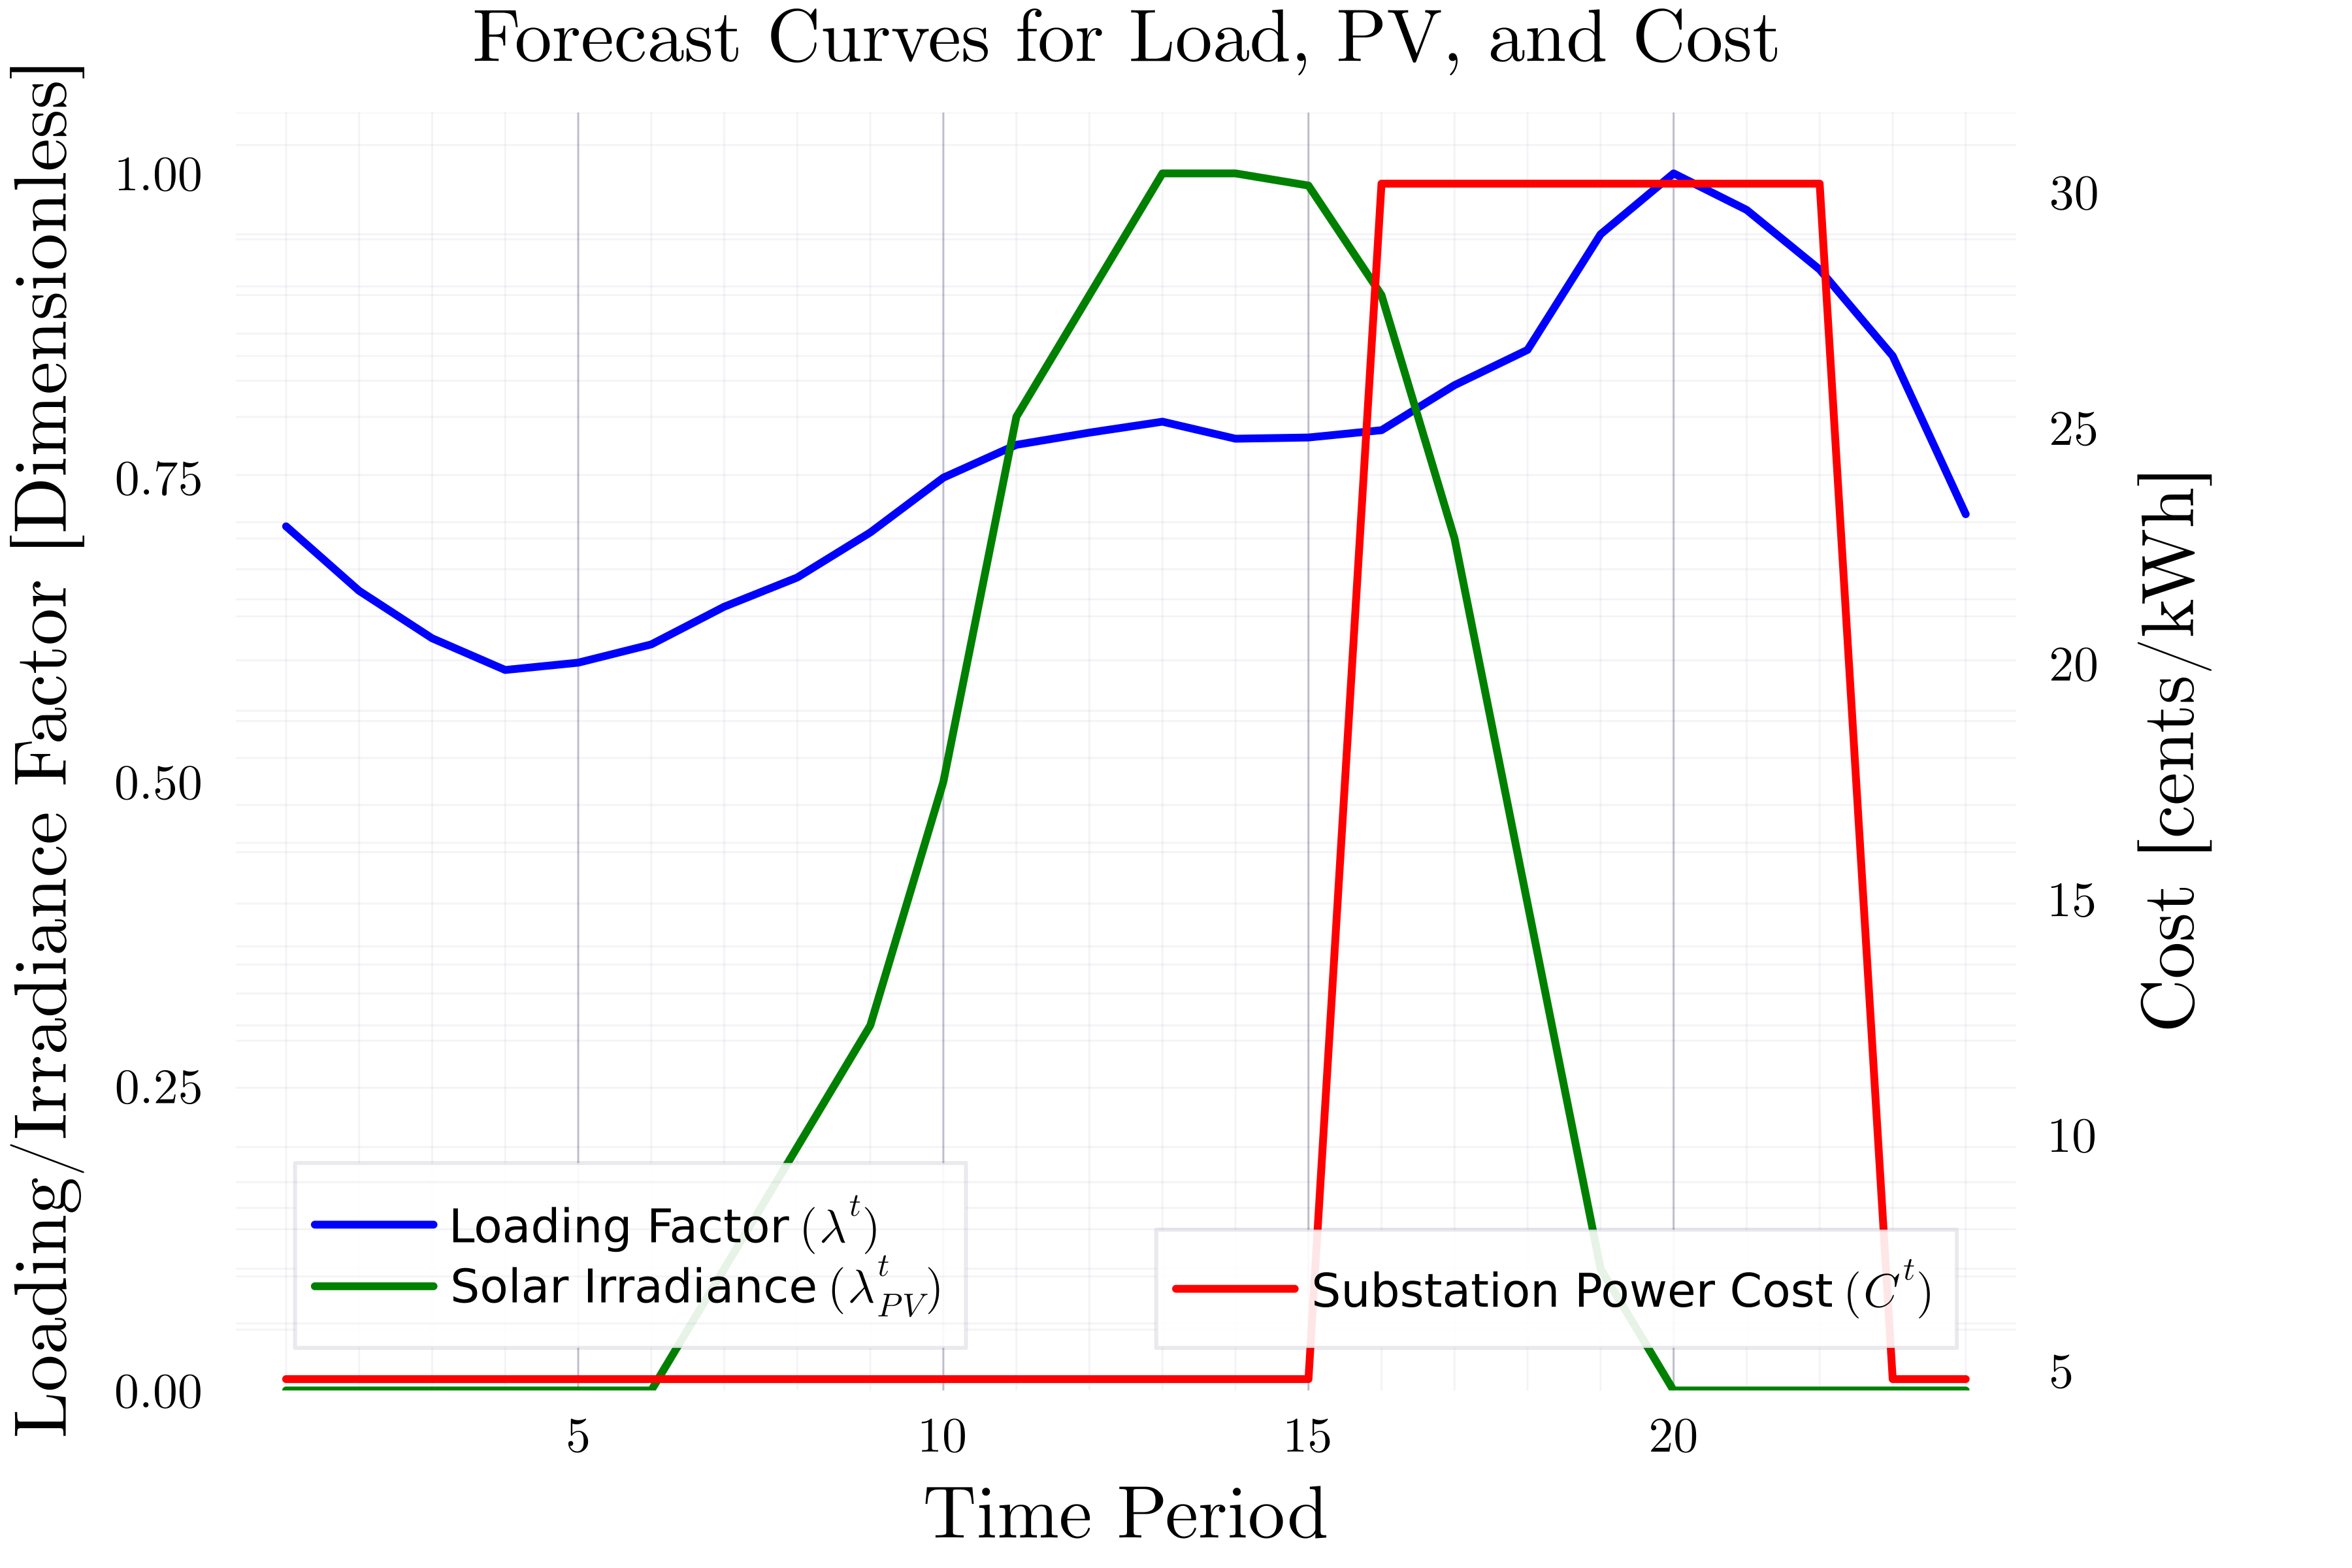 Forecast Curves for Load, PV, and Cost
Loading/Irradiance Factor [Dimensionless]
1.00
0.75
0.50
0.25
0.00
30
25
20
15
10
5
Cost [cents/kWh]
Loading Factor (λ^t)
Solar Irradiance (λ^t_{PV})
Substation Power Cost (C^t)
5 10 15 20
Time Period